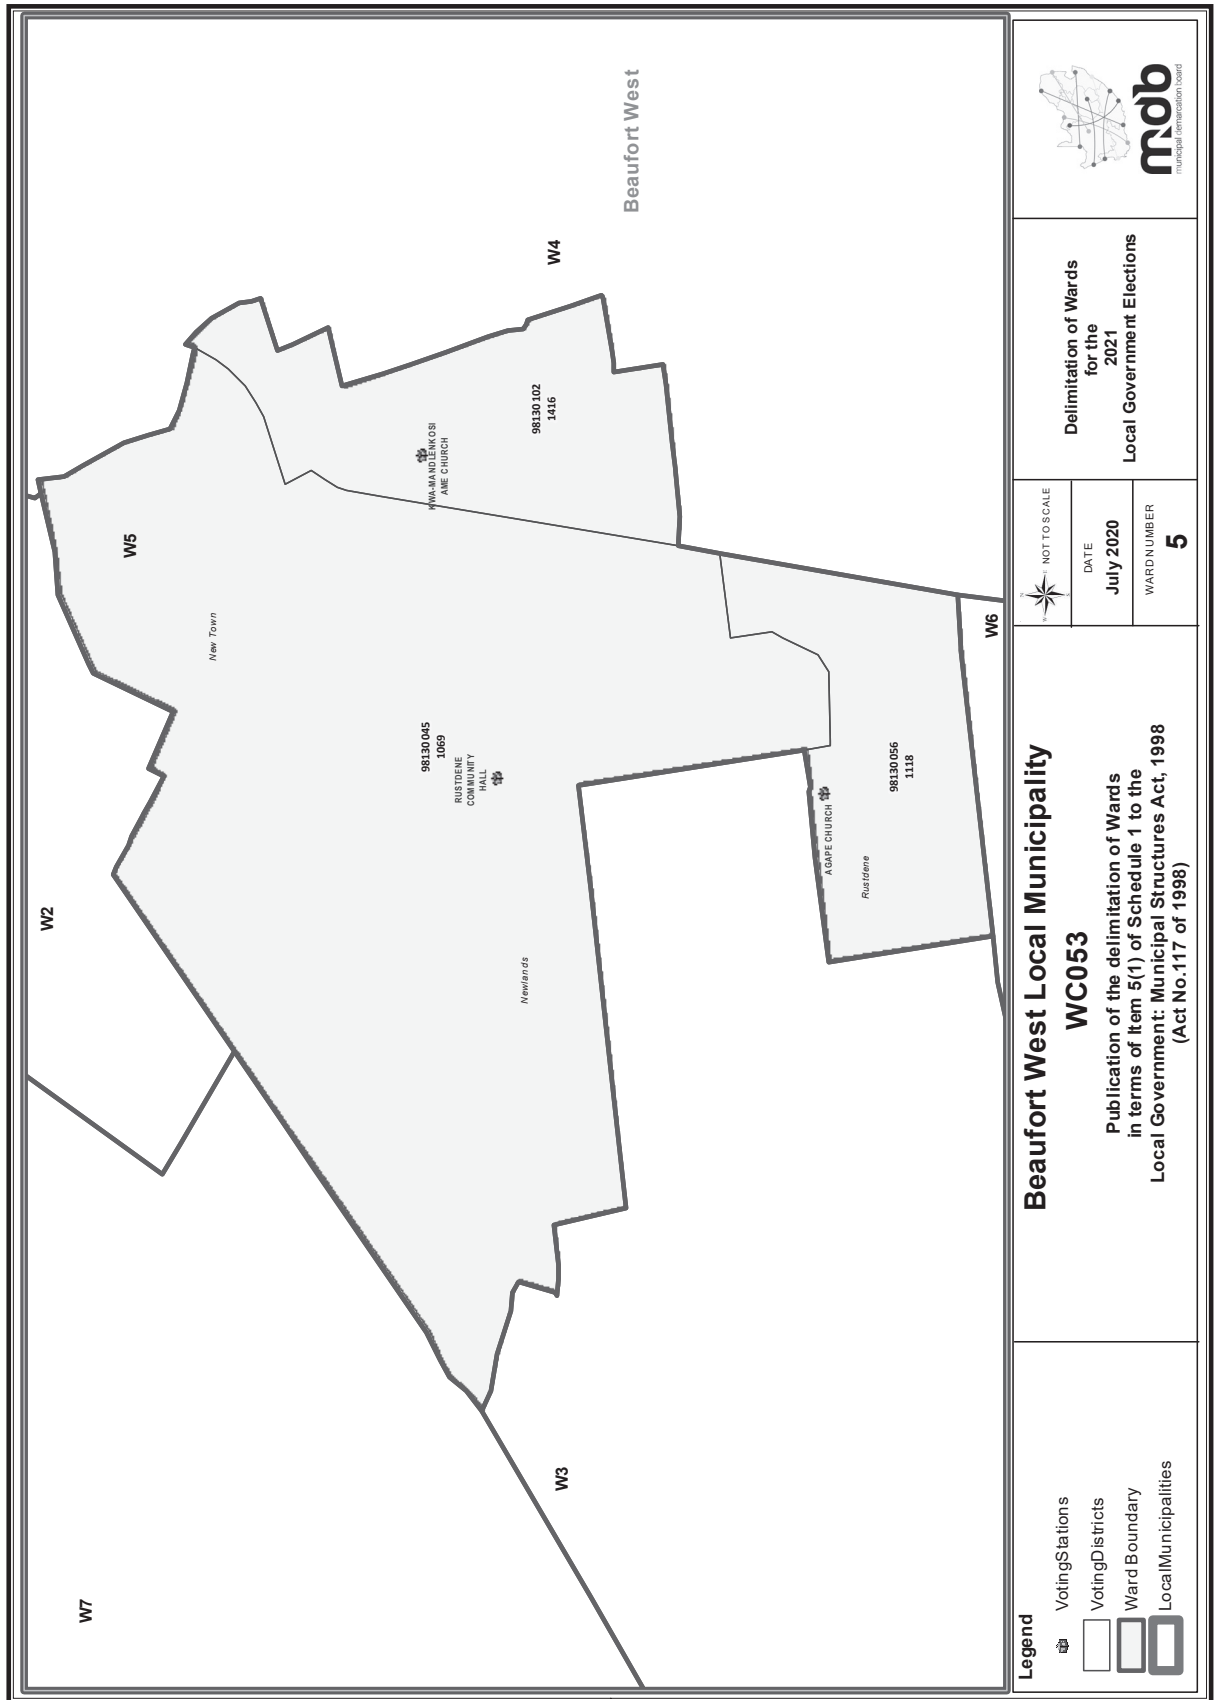 Beaufort West
W2
W3
W4
W5
W6
W7
New Town
Newlands
Rustdene
98130045
1069
RUSTDENE
COMMUNITY
HALL
98130102
1416
KWA-MANDLENKOSI
AME CHURCH
98130056
1118
AGAPE CHURCH
Legend
VotingStations
VotingDistricts
Ward Boundary
LocalMunicipalities
Beaufort West Local Municipality
WC053
Publication of the delimitation of Wards
in terms of Item 5(1) of Schedule 1 to the
Local Government: Municipal Structures Act, 1998
(Act No.117 of 1998)
N
W
E
S
NOT TO SCALE
DATE
July 2020
WARD NUMBER
5
Delimitation of Wards
for the
2021
Local Government Elections
mdb
municipal demarcation board